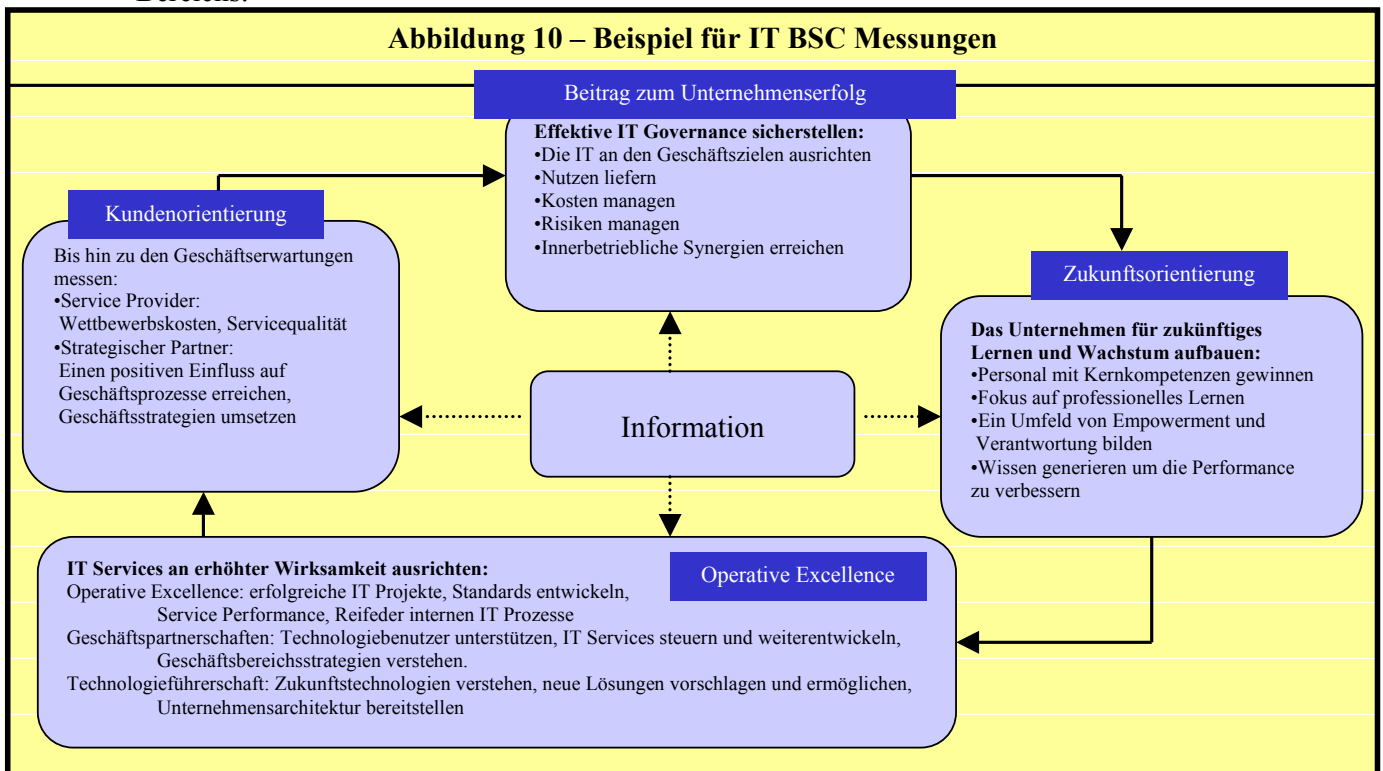 Bereichs.
Abbildung 10 – Beispiel für IT BSC Messungen
Beitrag zum Unternehmenserfolg
Effektive IT Governance sicherstellen:
•Die IT an den Geschäftszielen ausrichten
•Nutzen liefern
•Kosten managen
•Risiken managen
•Innerbetriebliche Synergien erreichen
Kundenorientierung
Bis hin zu den Geschäftserwartungen
messen:
•Service Provider:
Wettbewerbskosten, Servicequalität
•Strategischer Partner:
Einen positiven Einfluss auf
Geschäftsprozesse erreichen,
Geschäftsstrategien umsetzen
Zukunftsorientierung
Das Unternehmen für zukünftiges
Lernen und Wachstum aufbauen:
•Personal mit Kernkompetenzen gewinnen
•Fokus auf professionelles Lernen
•Ein Umfeld von Empowerment und
Verantwortung bilden
•Wissen generieren um die Performance
zu verbessern
Information
Operative Excellence
IT Services an erhöhter Wirksamkeit ausrichten:
Operative Excellence: erfolgreiche IT Projekte, Standards entwickeln,
Service Performance, Reifeder internen IT Prozesse
Geschäftspartnerschaften: Technologiebenutzer unterstützen, IT Services steuern und weiterentwickeln,
Geschäftsbereichsstrategien verstehen.
Technologieführerschaft: Zukunftstechnologien verstehen, neue Lösungen vorschlagen und ermöglichen,
Unternehmensarchitektur bereitstellen